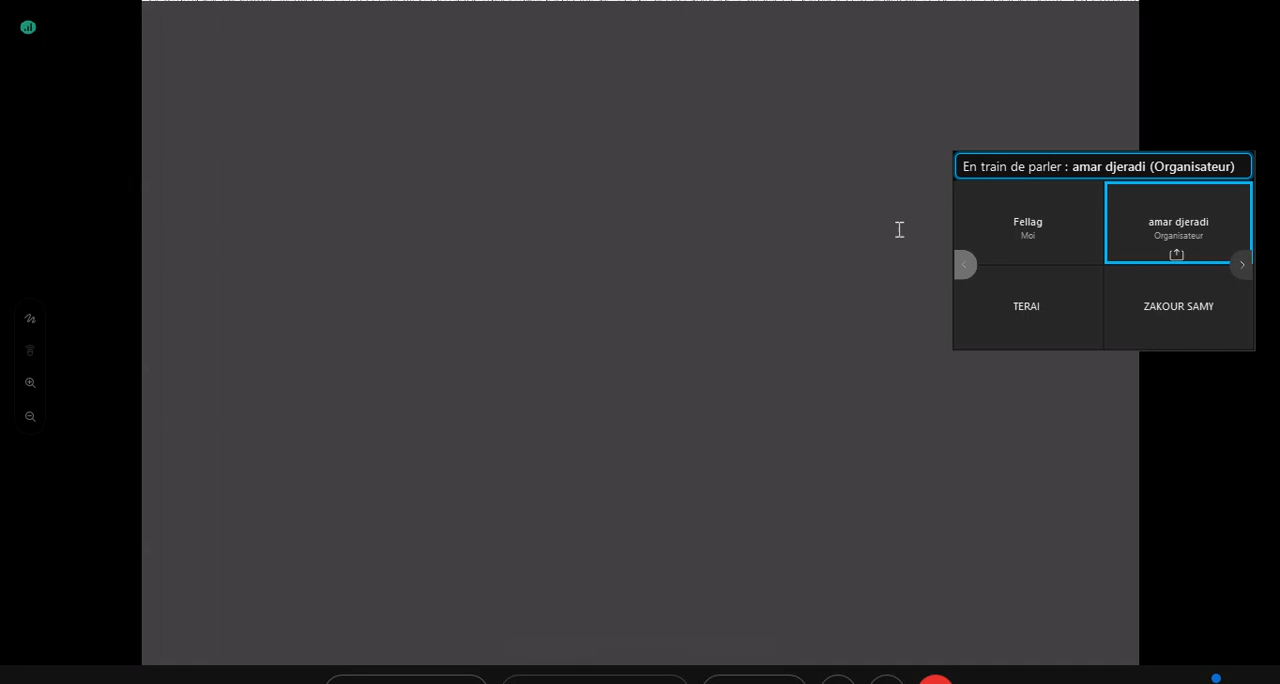 En train de parler : amar djeradi (Organisateur)
Fellag
Moi
amar djeradi
Organisateur
TERAI
ZAKOUR SAMY